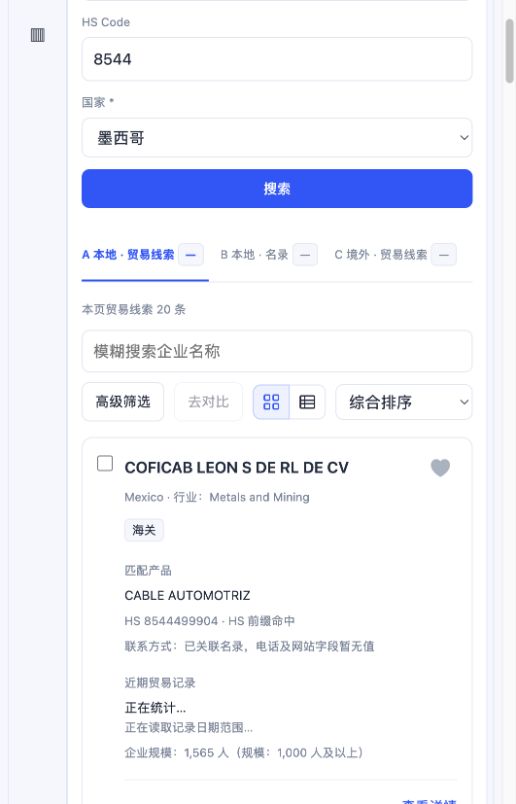 HS Code
8544
国家 *
墨西哥
搜索
A 本地 · 贸易线索 — B 本地 · 名录 — C 境外 · 贸易线索 —
本页贸易线索 20 条
模糊搜索企业名称
高级筛选 去对比 综合排序
COFICAB LEON S DE RL DE CV
Mexico · 行业：Metals and Mining
海关
匹配产品
CABLE AUTOMOTRIZ
HS 8544499904 · HS 前缀命中
联系方式：已关联名录，电话及网站字段暂无值
近期贸易记录
正在统计...
正在读取记录日期范围...
企业规模：1,565 人（规模：1,000 人及以上）
查看详情